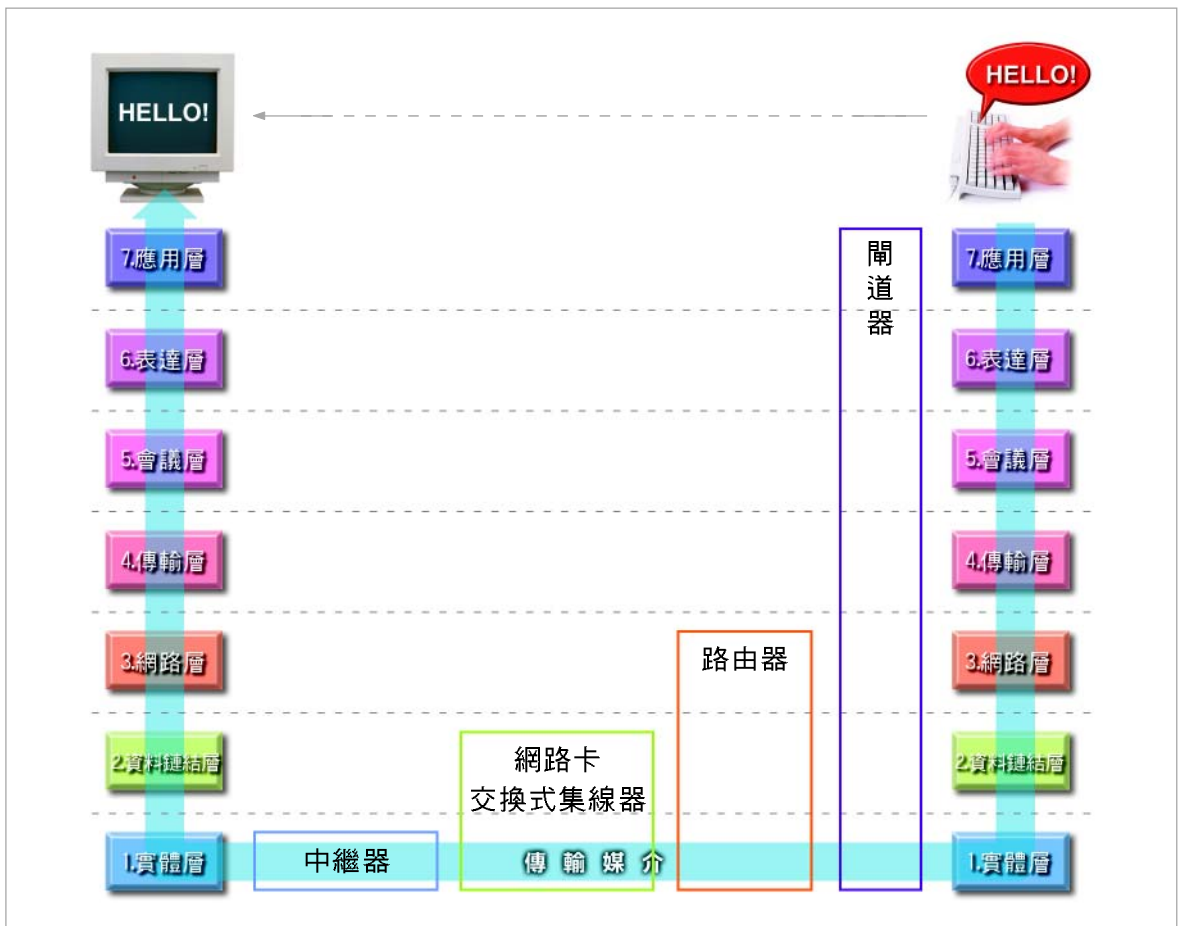 HELLO!
HELLO!
7.應用層
閘
道
器
7.應用層
6.表達層
6.表達層
5.會議層
5.會議層
4.傳輸層
4.傳輸層
3.網路層
路由器
3.網路層
2.資料鏈結層
網路卡
交換式集線器
2.資料鏈結層
1.實體層
中繼器
傳輸媒介
1.實體層